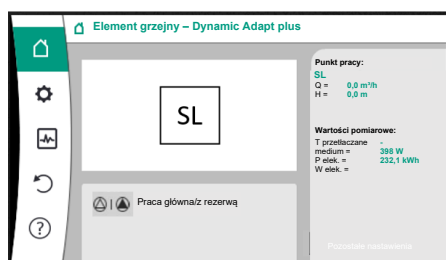 Element grzejny – Dynamic Adapt plus
SL
Praca główna/z rezerwą
Punkt pracy:
SL
Q = 0,0 m³/h
H = 0,0 m
Wartości pomiarowe:
T przetłaczane -
medium = 398 W
P elek. = 232,1 kWh
W elek. =
Pozostałe nastawienia
?